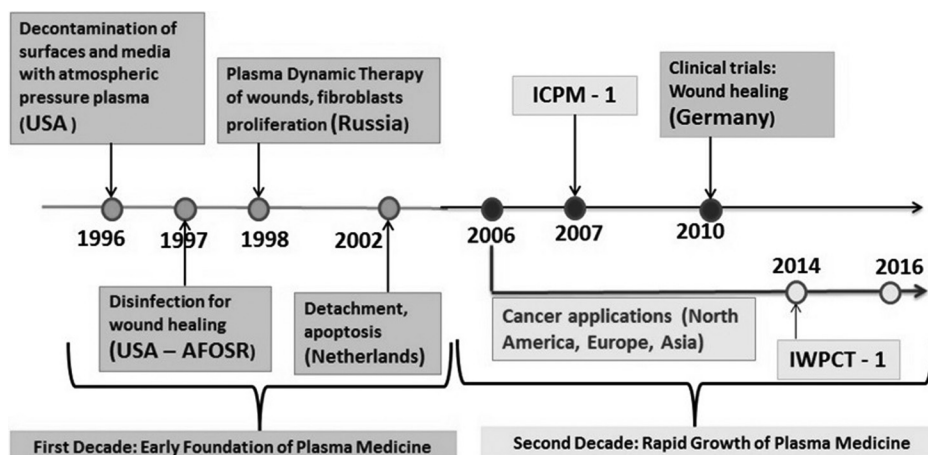 Decontamination of
surfaces and media
with atmospheric
pressure plasma
(USA)
Plasma Dynamic Therapy
of wounds, fibroblasts
proliferation (Russia)
ICPM - 1
Clinical trials:
Wound healing
(Germany)
1996
1997
1998
2002
2006
2007
2010
2014
2016
Disinfection for
wound healing
(USA – AFOSR)
Detachment,
apoptosis
(Netherlands)
Cancer applications (North
America, Europe, Asia)
IWPCT - 1
First Decade: Early Foundation of Plasma Medicine
Second Decade: Rapid Growth of Plasma Medicine